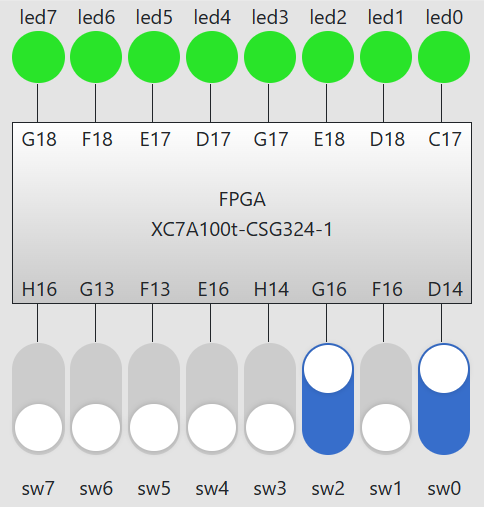 led7 led6 led5 led4 led3 led2 led1 led0
G18 F18 E17 D17 G17 E18 D18 C17
FPGA
XC7A100t-CSG324-1
H16 G13 F13 E16 H14 G16 F16 D14
sw7 sw6 sw5 sw4 sw3 sw2 sw1 sw0